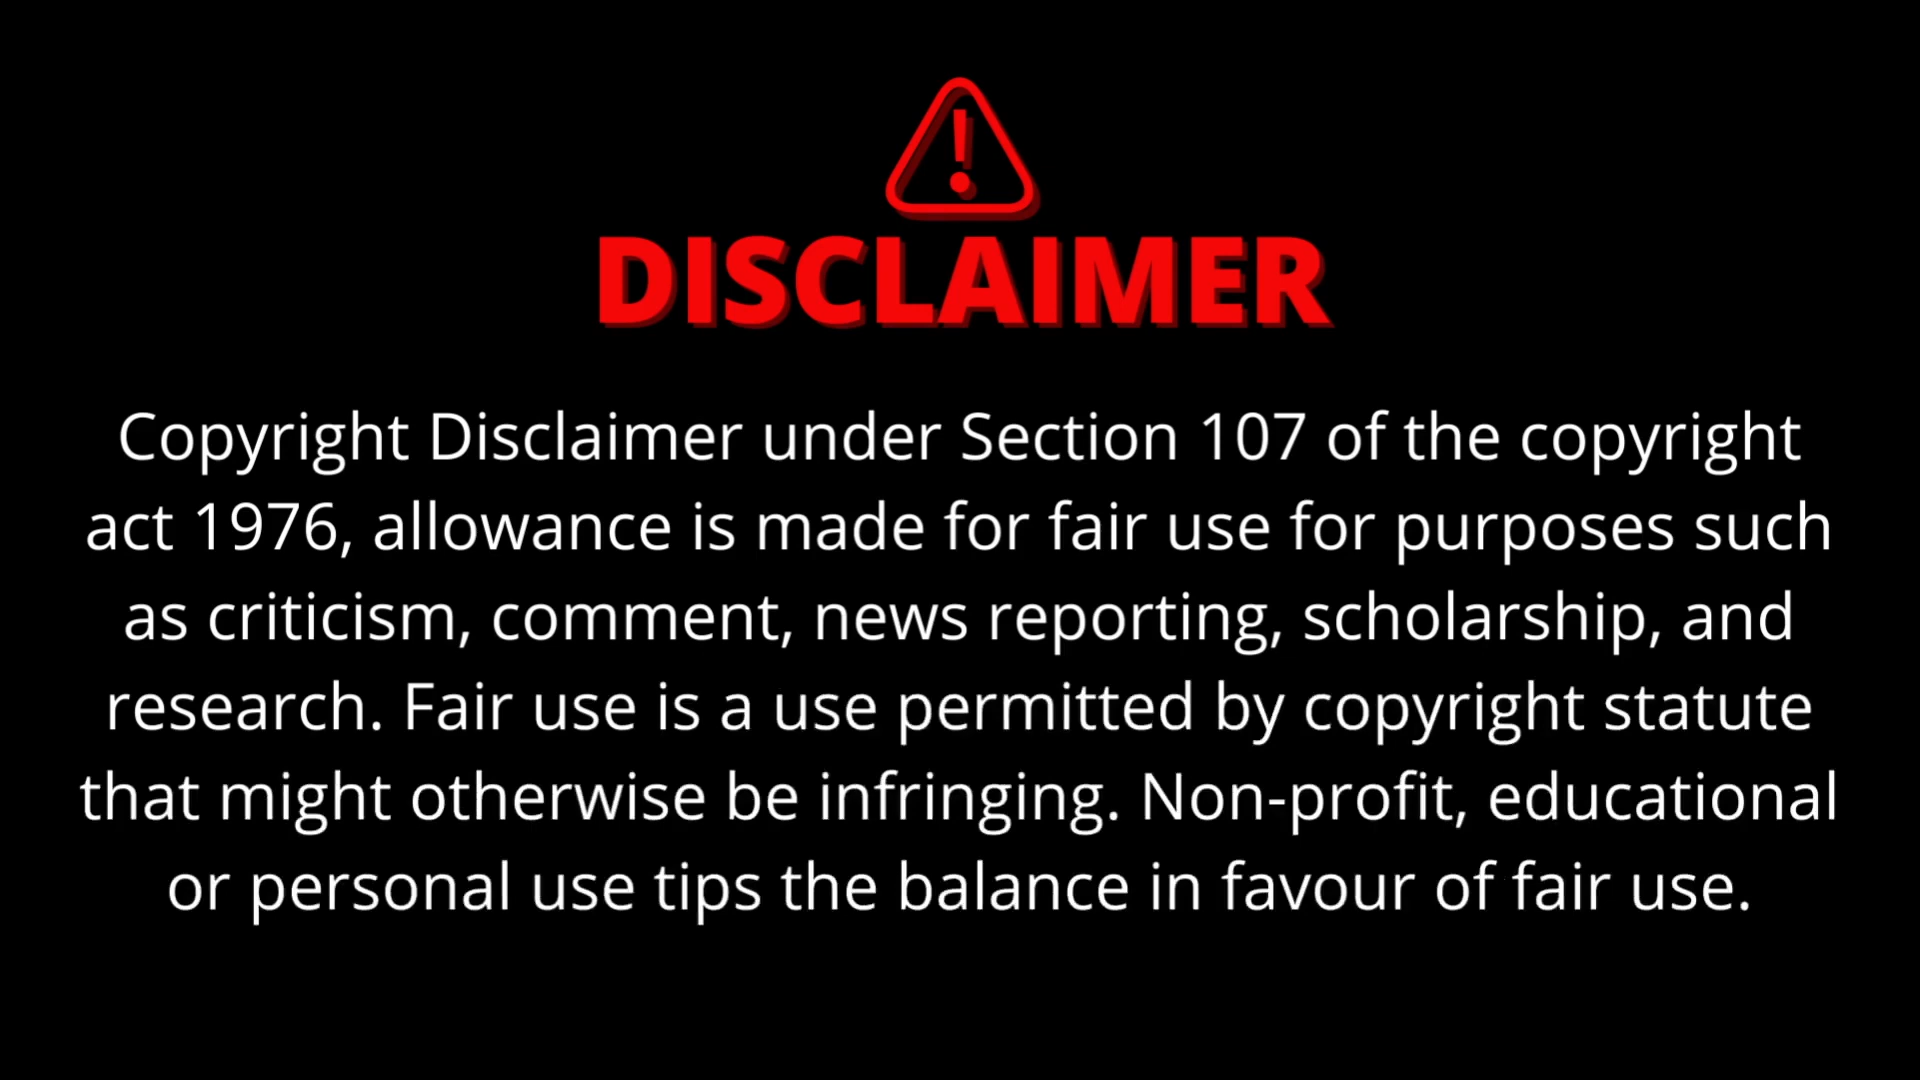 DISCLAIMER
Copyright Disclaimer under Section 107 of the copyright
act 1976, allowance is made for fair use for purposes such
as criticism, comment, news reporting, scholarship, and
research. Fair use is a use permitted by copyright statute
that might otherwise be infringing. Non-profit, educational
or personal use tips the balance in favour of fair use.